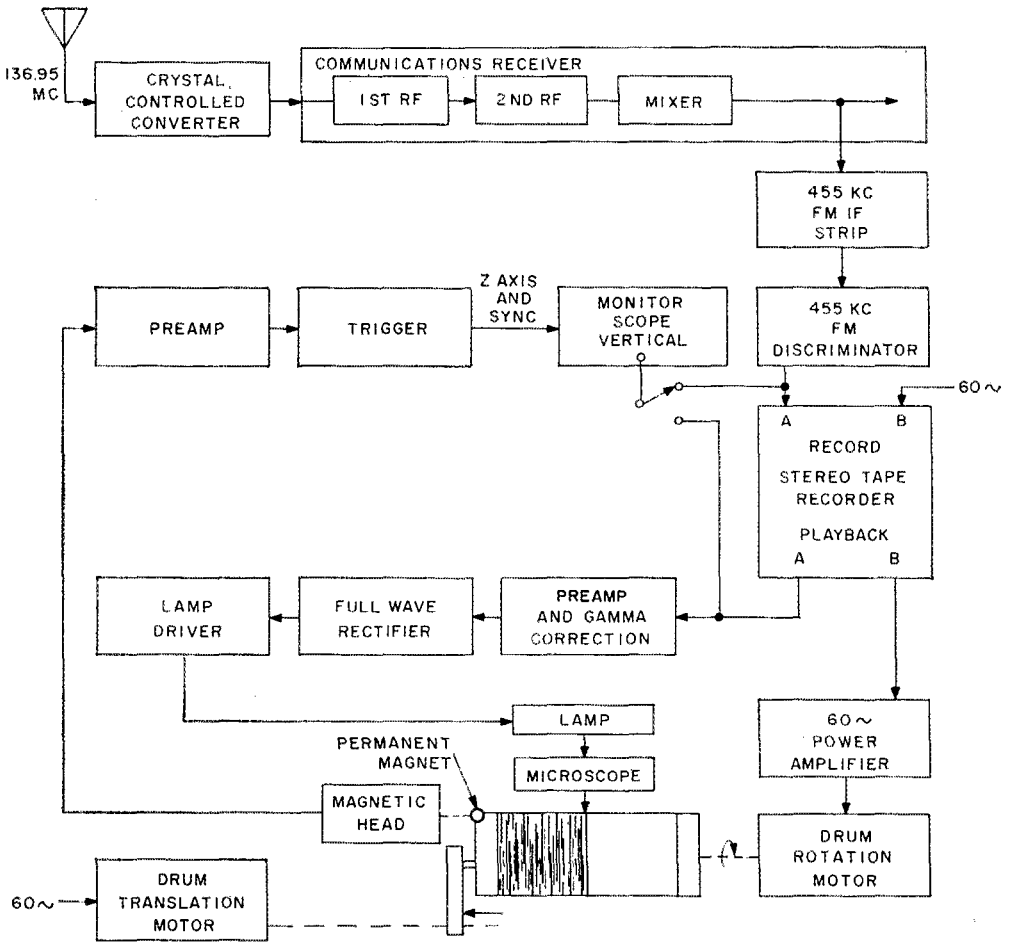 136.95
MC
CRYSTAL
CONTROLLED
CONVERTER
COMMUNICATIONS RECEIVER
1ST RF
2ND RF
MIXER
455 KC
FM IF
STRIP
PREAMP
TRIGGER
Z AXIS
AND
SYNC
MONITOR
SCOPE
VERTICAL
455 KC
FM
DISCRIMINATOR
60~
A B
RECORD
STEREO TAPE
RECORDER
PLAYBACK
A B
LAMP
DRIVER
FULL WAVE
RECTIFIER
PREAMP
AND GAMMA
CORRECTION
LAMP
60~
POWER
AMPLIFIER
PERMANENT
MAGNET
MICROSCOPE
MAGNETIC
HEAD
DRUM
ROTATION
MOTOR
60~
DRUM
TRANSLATION
MOTOR